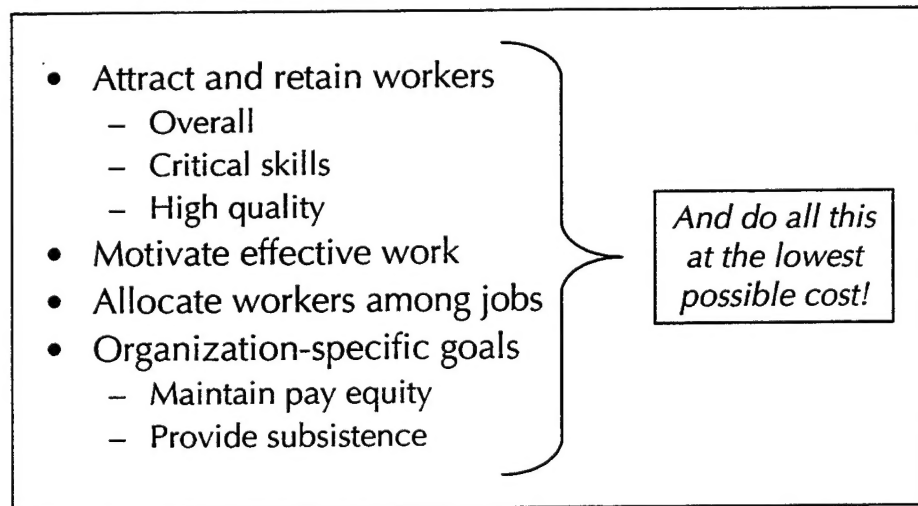 • Attract and retain workers
– Overall
– Critical skills
– High quality
• Motivate effective work
• Allocate workers among jobs
• Organization-specific goals
– Maintain pay equity
– Provide subsistence
And do all this
at the lowest
possible cost!